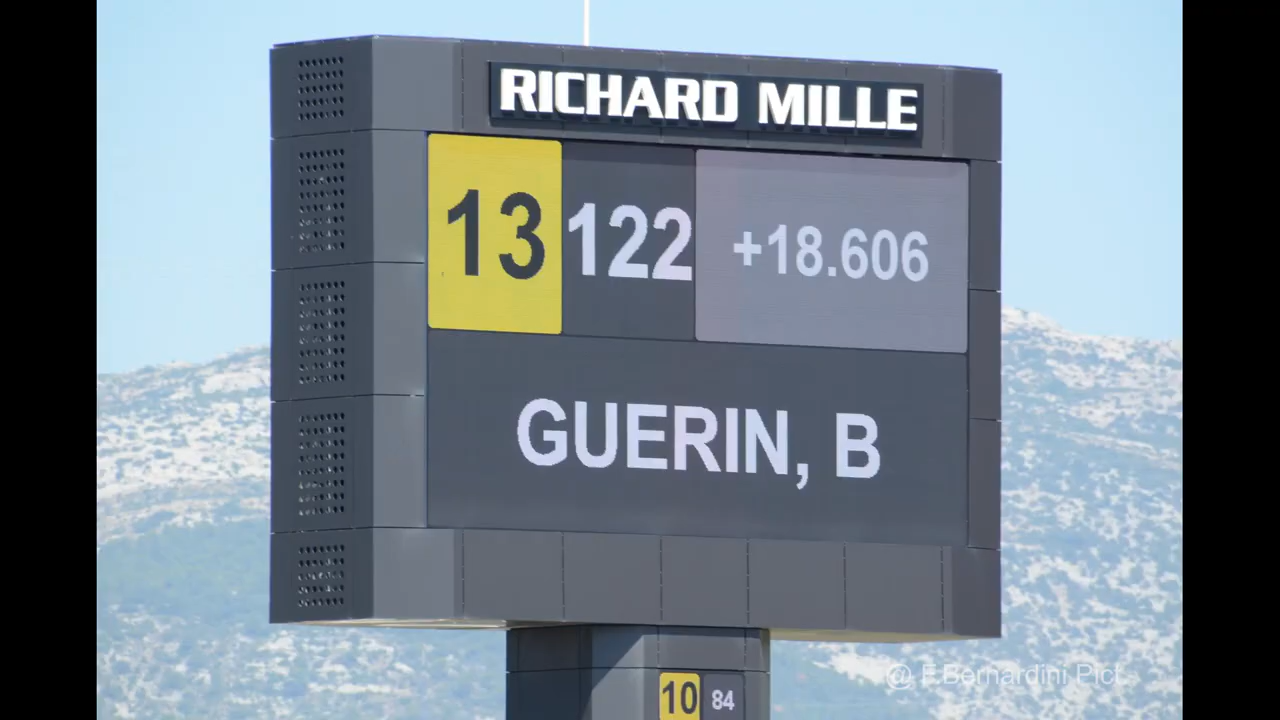 RICHARD MILLE
13 122 +18.606
GUERIN, B
10 84
@ F.Bernardini Pict.